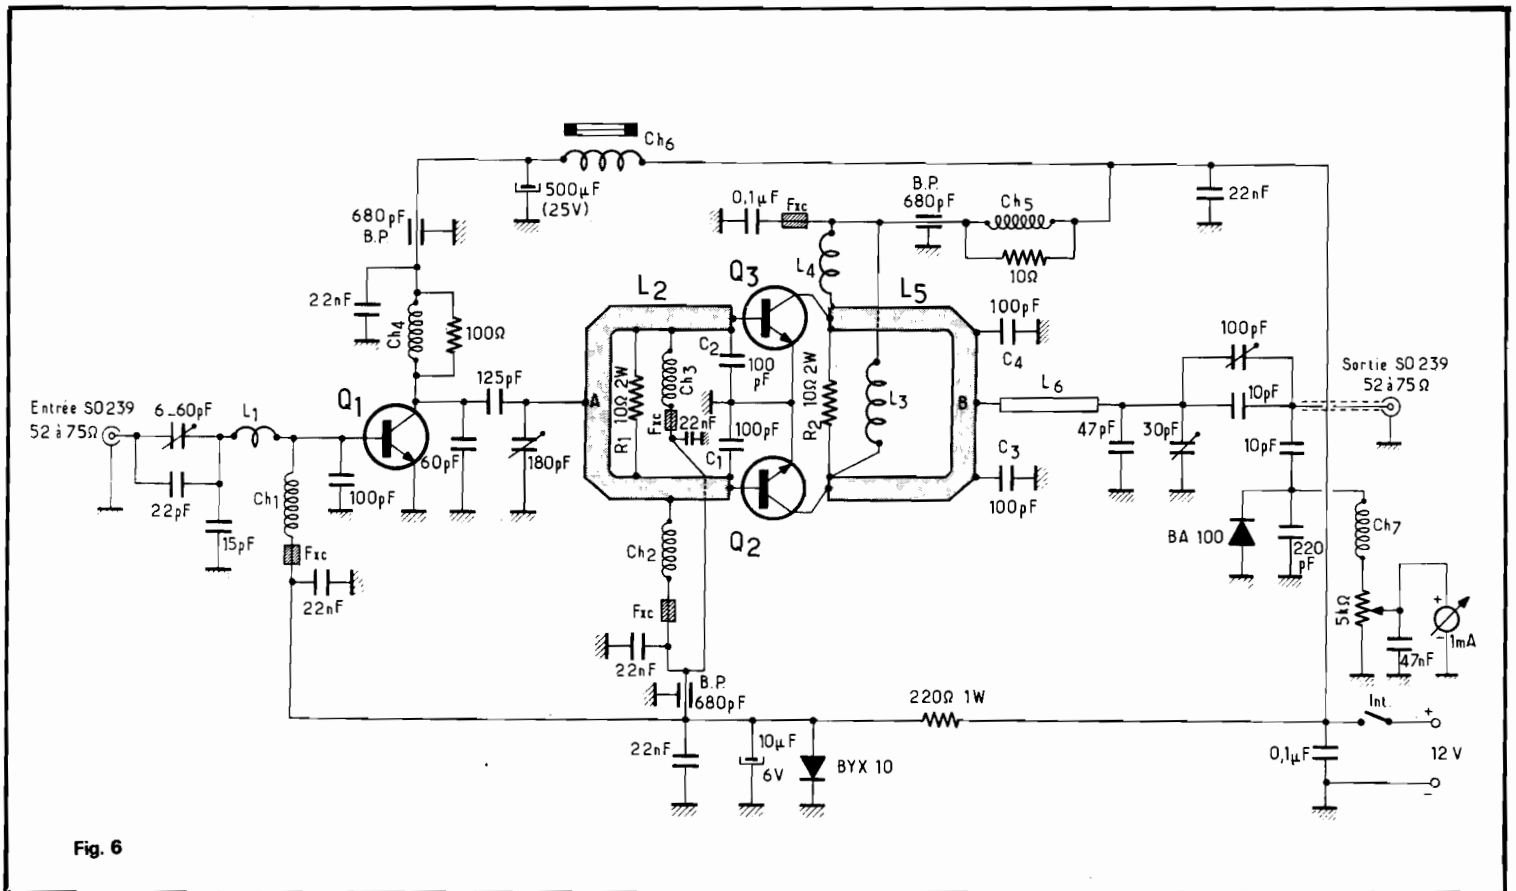 Ch6
500µF
(25V)
680pF
B.P.
22nF
Ch4
100Ω
0,1µF
Fxc
B.P.
680pF
Ch5
10Ω
22nF
L4
Q3
L2
L5
100pF
C4
100pF
Sortie SO239
52 à 75Ω
Entrée SO239
52 à 75Ω
6_60pF
L1
Q1
125pF
A
R1
10Ω 2W
Ch3
Fxc
22nF
C2
100
pF
100pF
C1
R2
10Ω 2W
L3
B
L6
10pF
47pF
30pF
10pF
22pF
15pF
Ch1
100pF
60pF
180pF
Fxc
22nF
Q2
C3
100pF
Ch2
Fxc
22nF
B.P.
680pF
BA 100
220
pF
Ch7
5kΩ
47nF
+
−
1mA
220Ω 1W
Int.
+
12 V
−
0,1µF
22nF
10µF
6V
BYX 10
Fig. 6